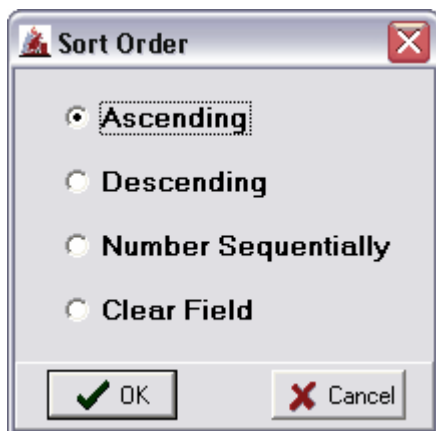 Sort Order
Ascending
Descending
Number Sequentially
Clear Field
OK
Cancel